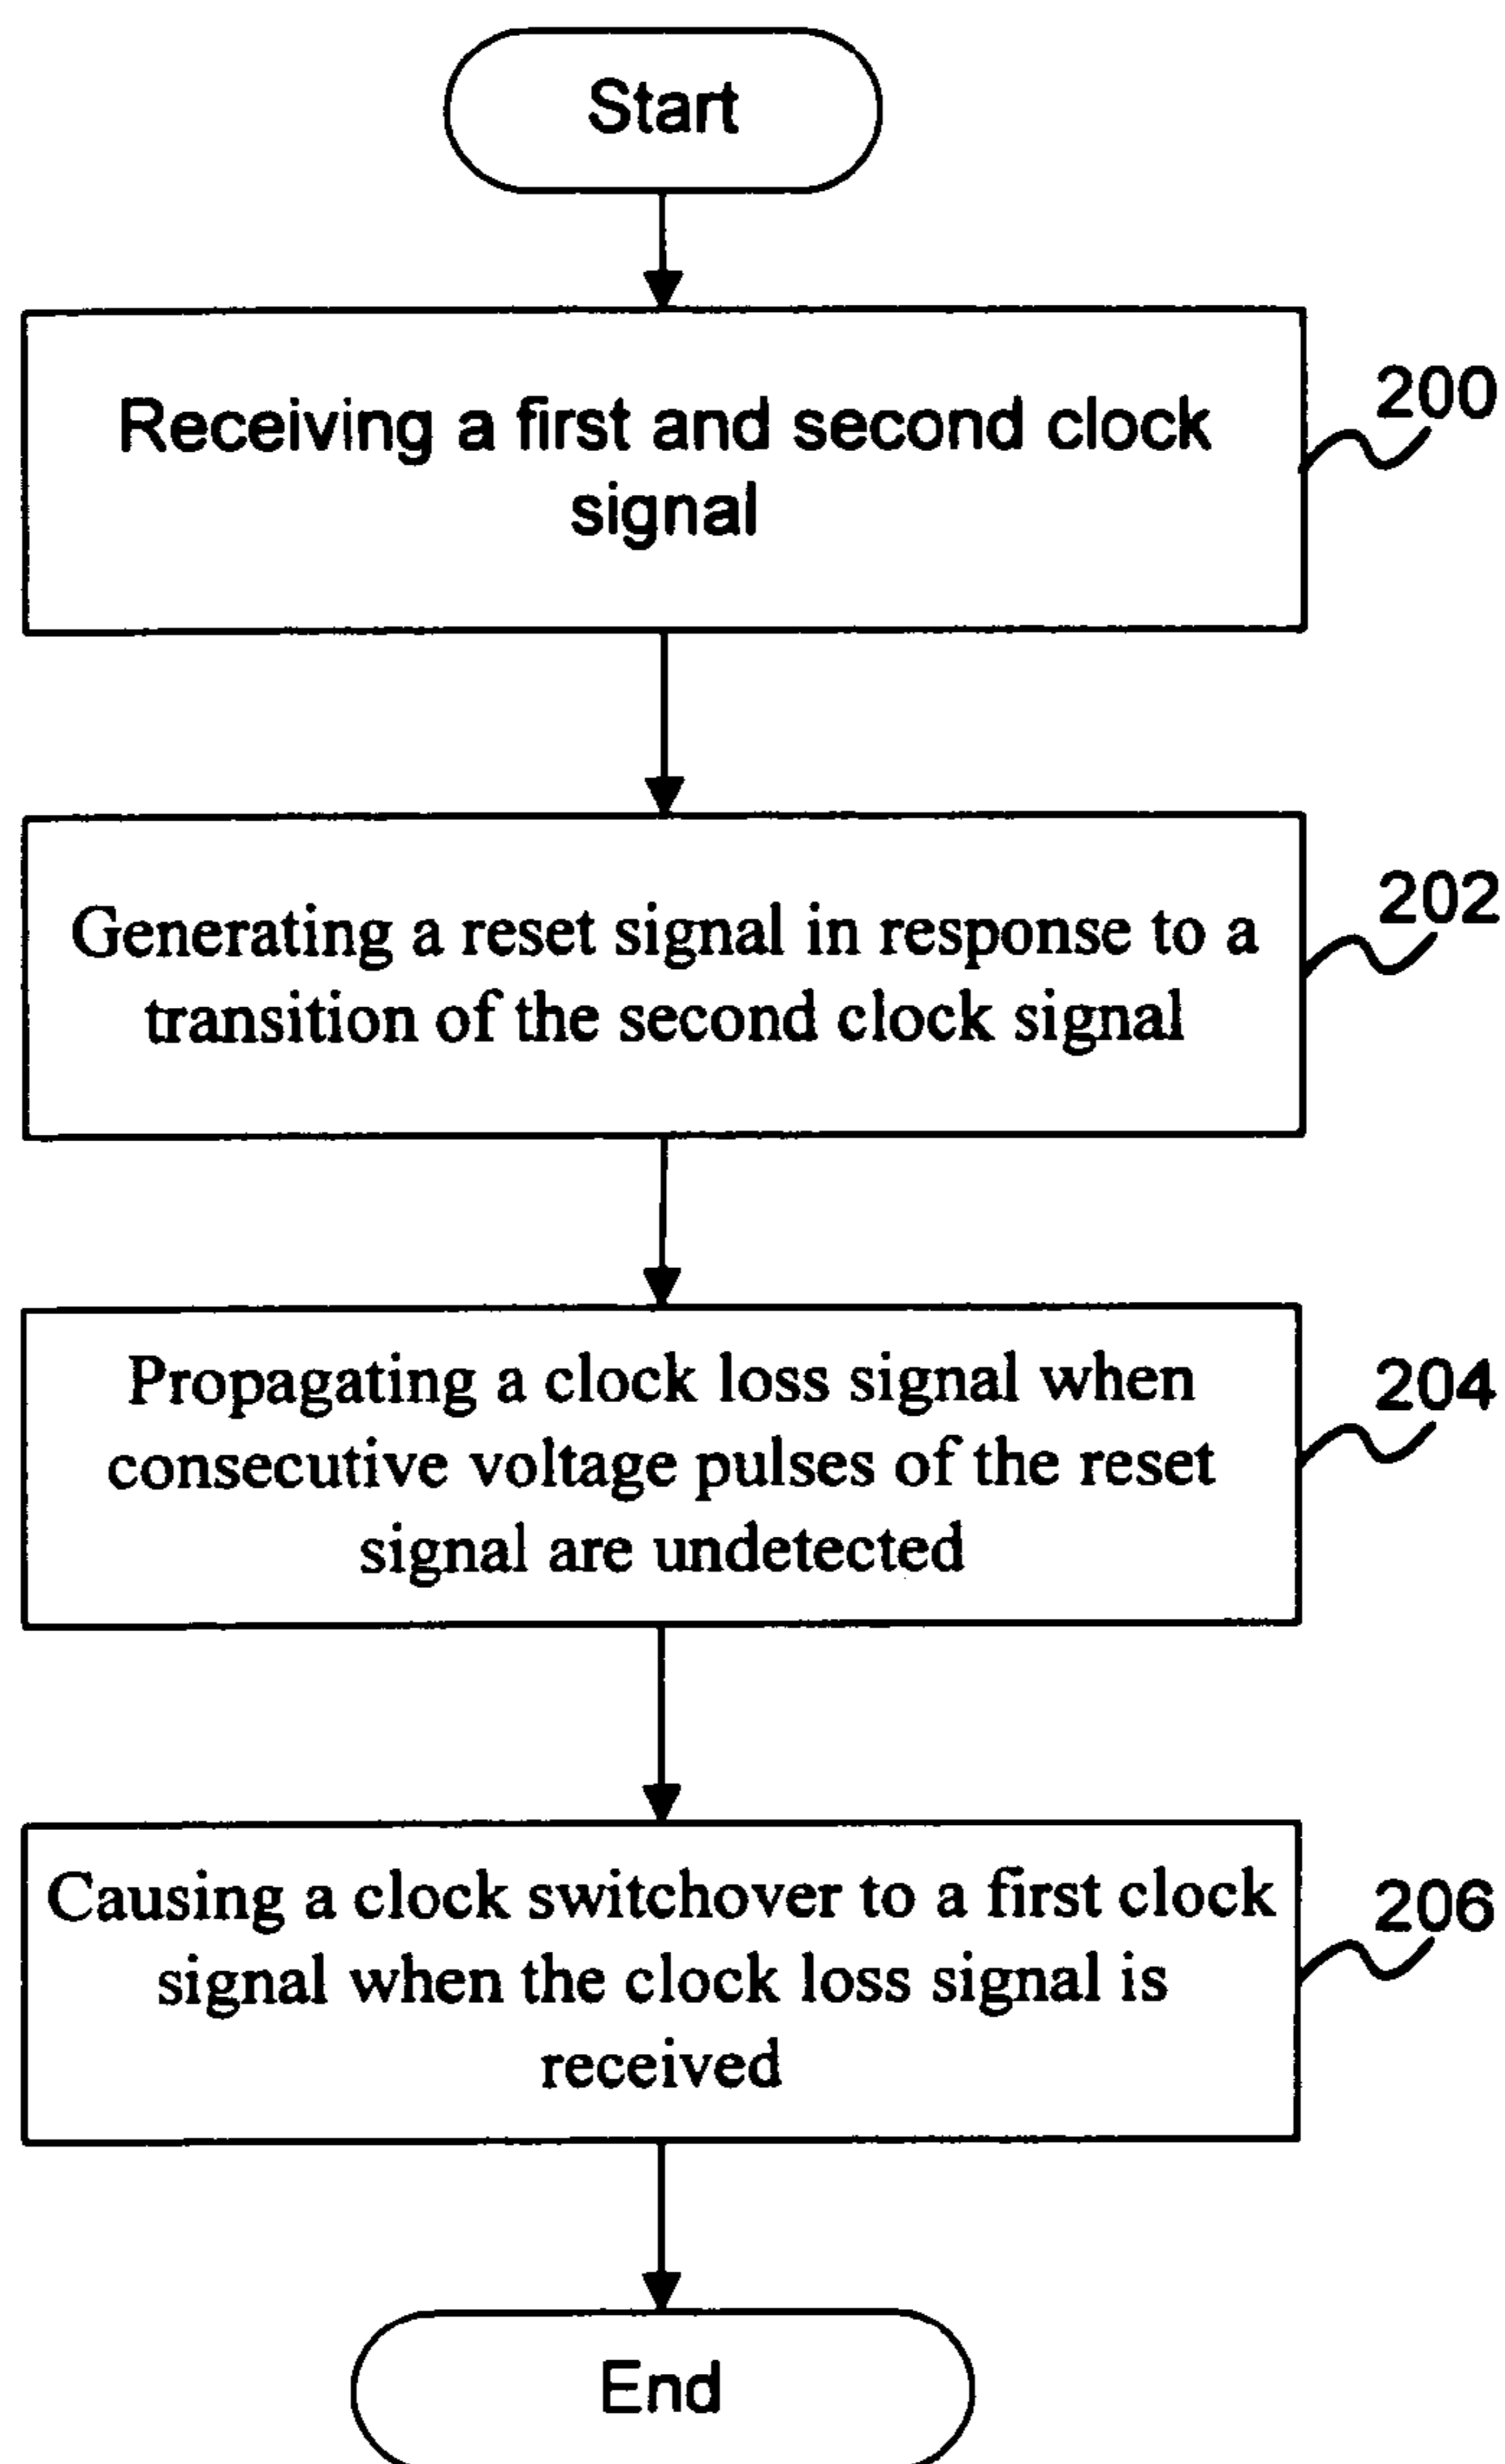 Start
Receiving a first and second clock
signal
200
Generating a reset signal in response to a
transition of the second clock signal
202
Propagating a clock loss signal when
consecutive voltage pulses of the reset
signal are undetected
204
Causing a clock switchover to a first clock
signal when the clock loss signal is
received
206
End